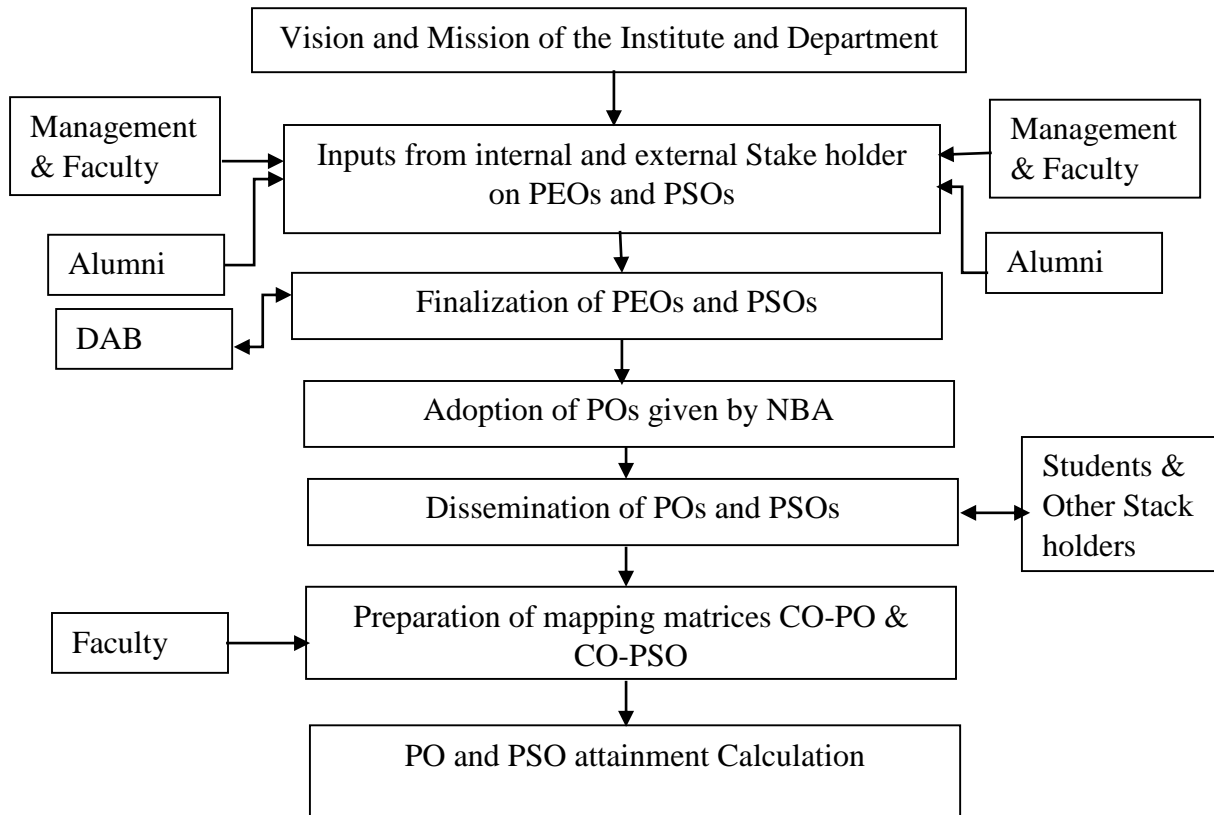 Vision and Mission of the Institute and Department
Management
& Faculty
Inputs from internal and external Stake holder
on PEOs and PSOs
Management
& Faculty
Alumni
Alumni
Finalization of PEOs and PSOs
DAB
Adoption of POs given by NBA
Dissemination of POs and PSOs
Students &
Other Stack
holders
Preparation of mapping matrices CO-PO &
CO-PSO
Faculty
PO and PSO attainment Calculation